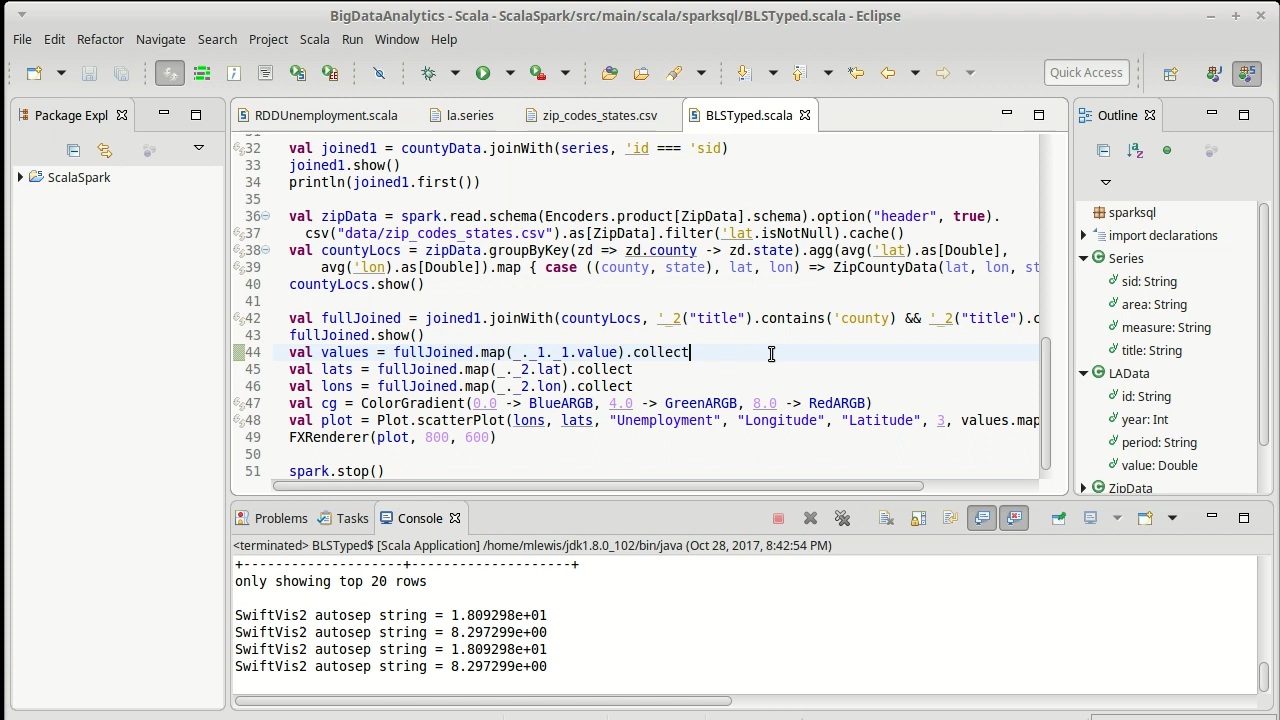 BigDataAnalytics - Scala - ScalaSpark/src/main/scala/sparksql/BLSTyped.scala - Eclipse
File Edit Refactor Navigate Search Project Scala Run Window Help
Quick Access
Package Expl
ScalaSpark
RDDUnemployment.scala la.series zip_codes_states.csv BLSTyped.scala
32 val joined1 = countyData.joinWith(series, 'id === 'sid)
33 joined1.show()
34 println(joined1.first())
35
36 val zipData = spark.read.schema(Encoders.product[ZipData].schema).option("header", true).
37 csv("data/zip_codes_states.csv").as[ZipData].filter('lat.isNotNull).cache()
38 val countyLocs = zipData.groupByKey(zd => zd.county -> zd.state).agg(avg('lat).as[Double],
39 avg('lon).as[Double]).map { case ((county, state), lat, lon) => ZipCountyData(lat, lon, st
40 countyLocs.show()
41
42 val fullJoined = joined1.joinWith(countyLocs, '_2("title").contains('county) && '_2("title").c
43 fullJoined.show()
44 val values = fullJoined.map(_._1._1.value).collect
45 val lats = fullJoined.map(_._2.lat).collect
46 val lons = fullJoined.map(_._2.lon).collect
47 val cg = ColorGradient(0.0 -> BlueARGB, 4.0 -> GreenARGB, 8.0 -> RedARGB)
48 val plot = Plot.scatterPlot(lons, lats, "Unemployment", "Longitude", "Latitude", 3, values.map
49 FXRenderer(plot, 800, 600)
50
51 spark.stop()
Outline
sparksql
import declarations
Series
sid: String
area: String
measure: String
title: String
LAData
id: String
year: Int
period: String
value: Double
ZipData
Problems Tasks Console
<terminated> BLSTyped$ [Scala Application] /home/mlewis/jdk1.8.0_102/bin/java (Oct 28, 2017, 8:42:54 PM)
+--------------------+--------------------+
only showing top 20 rows
SwiftVis2 autosep string = 1.809298e+01
SwiftVis2 autosep string = 8.297299e+00
SwiftVis2 autosep string = 1.809298e+01
SwiftVis2 autosep string = 8.297299e+00